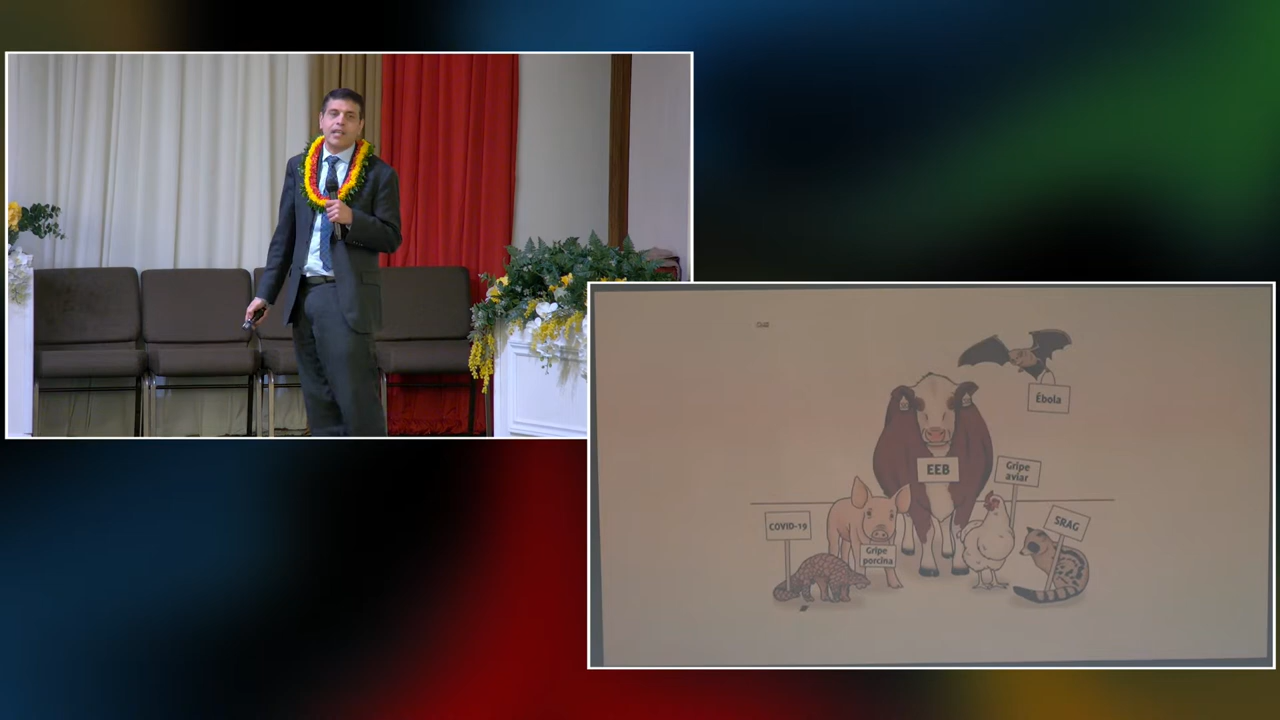 Ébola
EEB
Gripe
aviar
COVID-19
SRAG
Gripe
porcina